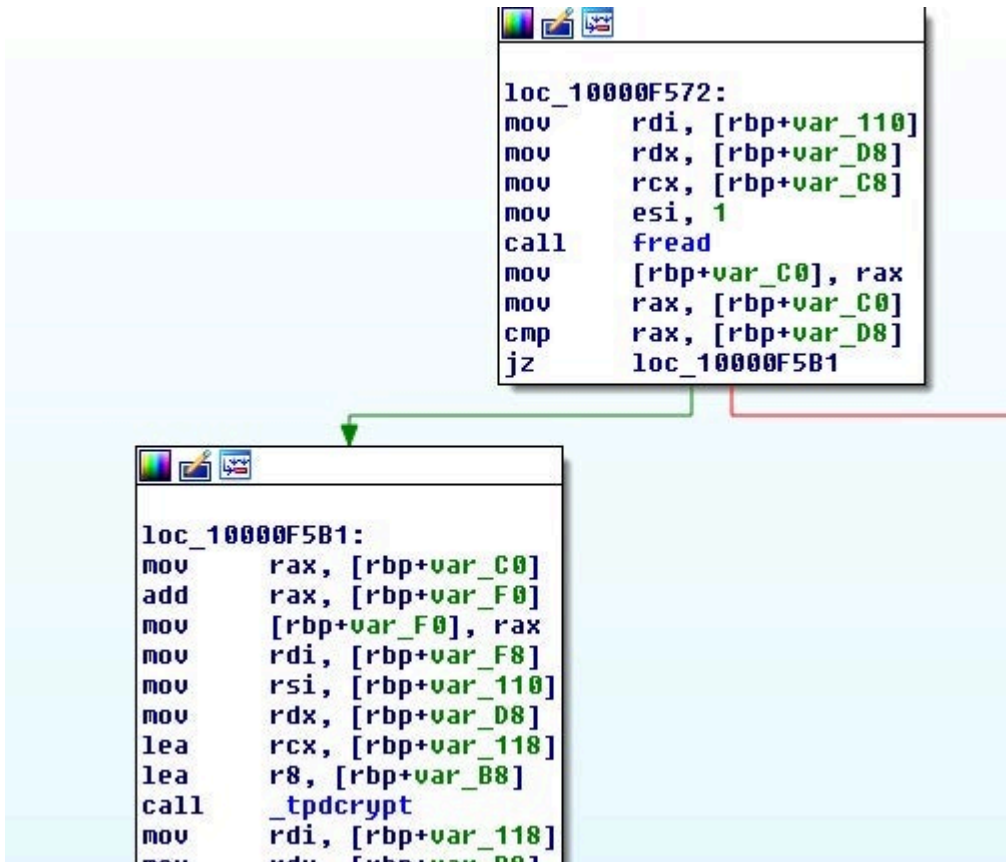 loc_10000F572:
mov rdi, [rbp+var_110]
mov rdx, [rbp+var_D8]
mov rcx, [rbp+var_C8]
mov esi, 1
call fread
mov [rbp+var_C0], rax
mov rax, [rbp+var_C0]
cmp rax, [rbp+var_D8]
jz loc_10000F5B1
loc_10000F5B1:
mov rax, [rbp+var_C0]
add rax, [rbp+var_F0]
mov [rbp+var_F0], rax
mov rdi, [rbp+var_F8]
mov rsi, [rbp+var_110]
mov rdx, [rbp+var_D8]
lea rcx, [rbp+var_118]
lea r8, [rbp+var_B8]
call _tpdcrypt
mov rdi, [rbp+var_118]